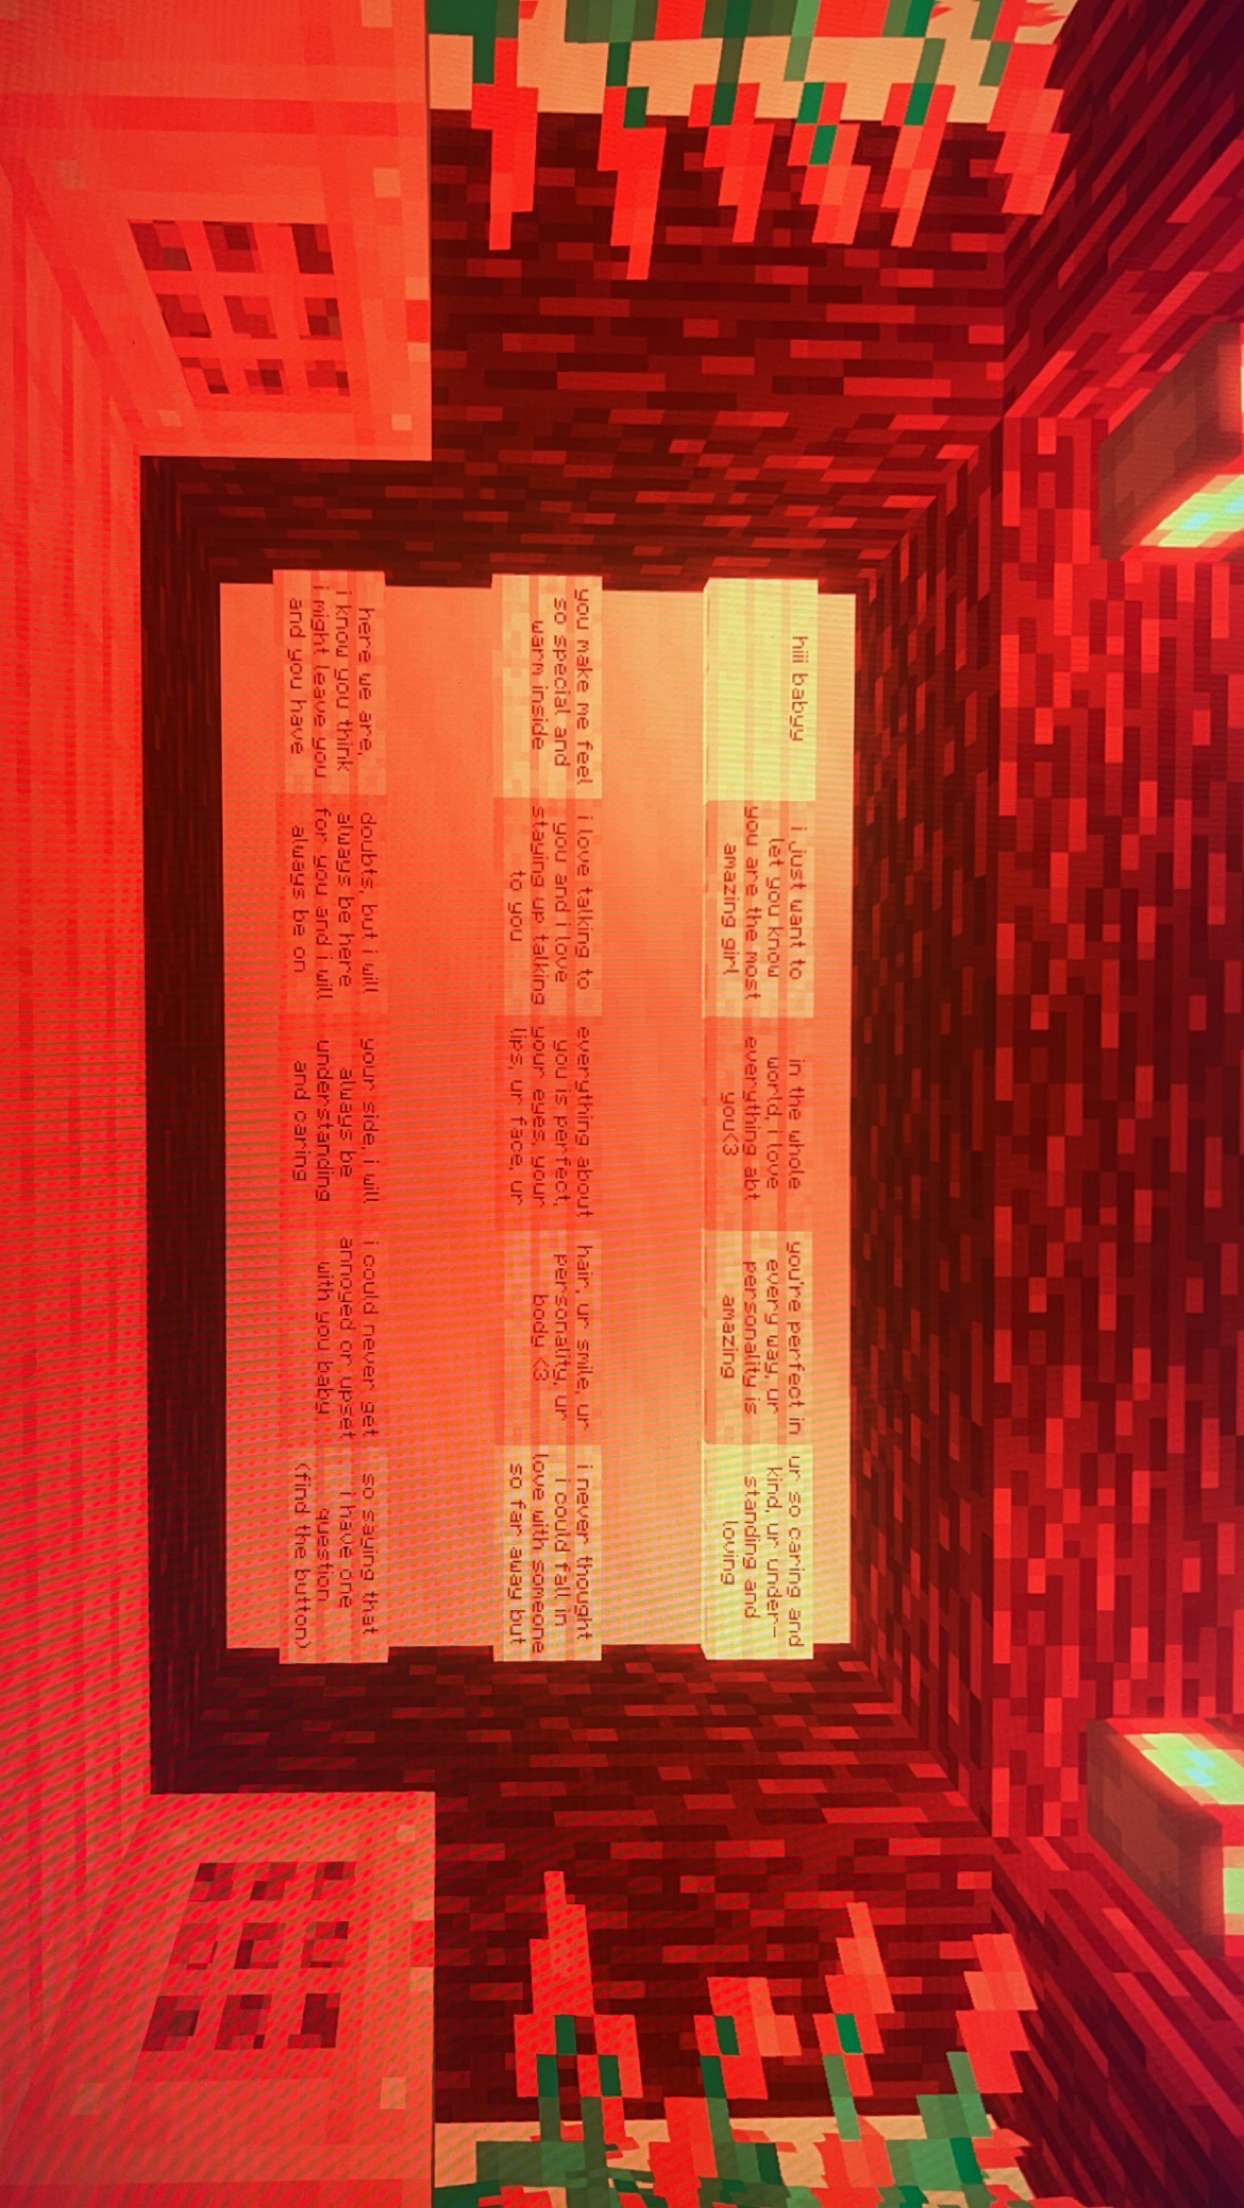 hiii babyy
i just want to
let you know
you are the most
amazing girl
in the whole
world, i love
everything abt
you<3
you're perfect in
every way, ur
personality is
amazing
ur so caring and
kind, ur under-
standing and
loving
you make me feel
so special and
warm inside
i love talking to
you and i love
staying up talking
to you
everything about
you is perfect,
your eyes, your
lips, ur face, ur
hair, ur smile, ur
personality, ur
body <3
i never thought
i could fall in
love with someone
so far away but
here we are,
i know you think
i might leave you
and you have
doubts, but i will
always be here
for you and i will
always be on
your side, i will
always be
understanding
and caring
i could never get
annoyed or upset
with you baby
so saying that
i have one
question
(find the button)